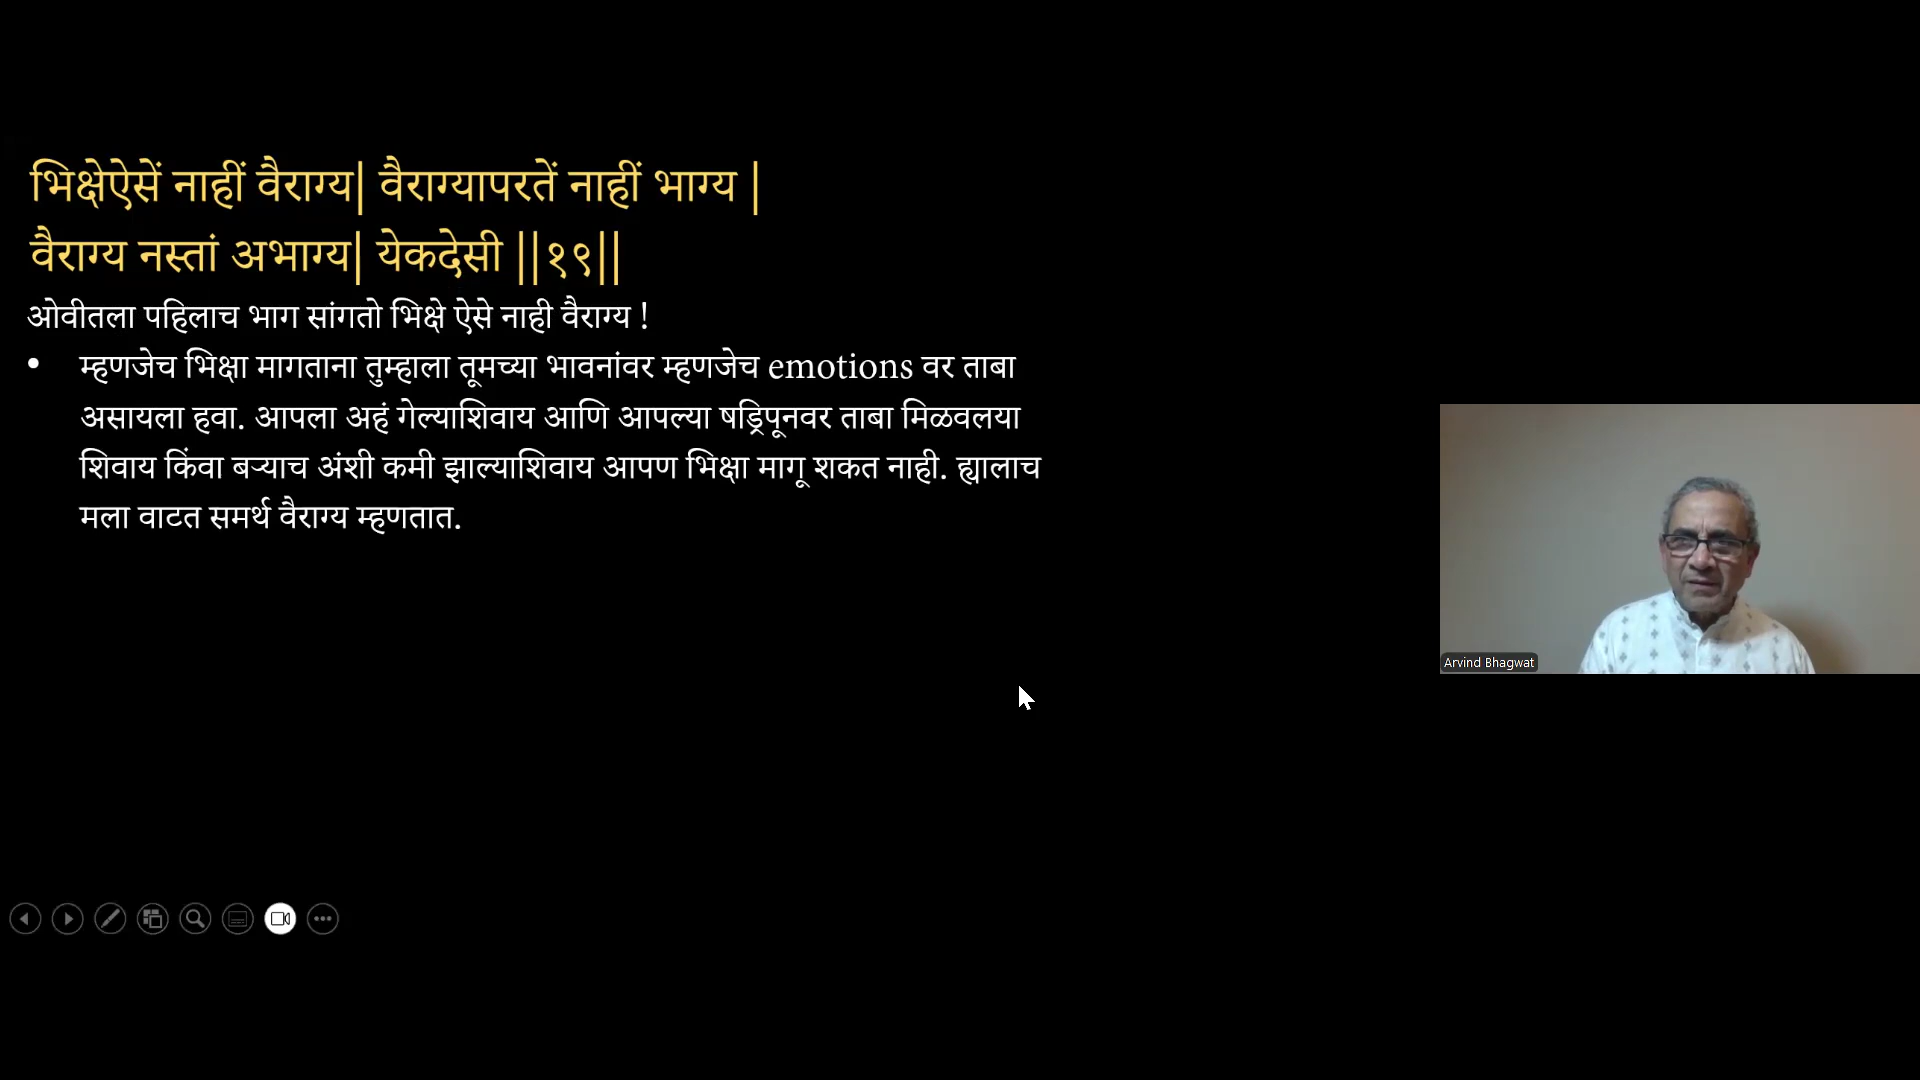 भिक्षेऐसें नाहीं वैराग्य| वैराग्यापरतें नाहीं भाग्य |
वैराग्य नस्तां अभाग्य| येकदेसी ||१९||
ओवीतला पहिलाच भाग सांगतो भिक्षे ऐसे नाही वैराग्य !
• म्हणजेच भिक्षा मागताना तुम्हाला तूमच्या भावनांवर म्हणजेच emotions वर ताबा
असायला हवा. आपला अहं गेल्याशिवाय आणि आपल्या षड्रिपूनवर ताबा मिळवलया
शिवाय किंवा बऱ्याच अंशी कमी झाल्याशिवाय आपण भिक्षा मागू शकत नाही. ह्यालाच
मला वाटत समर्थ वैराग्य म्हणतात.
Arvind Bhagwat